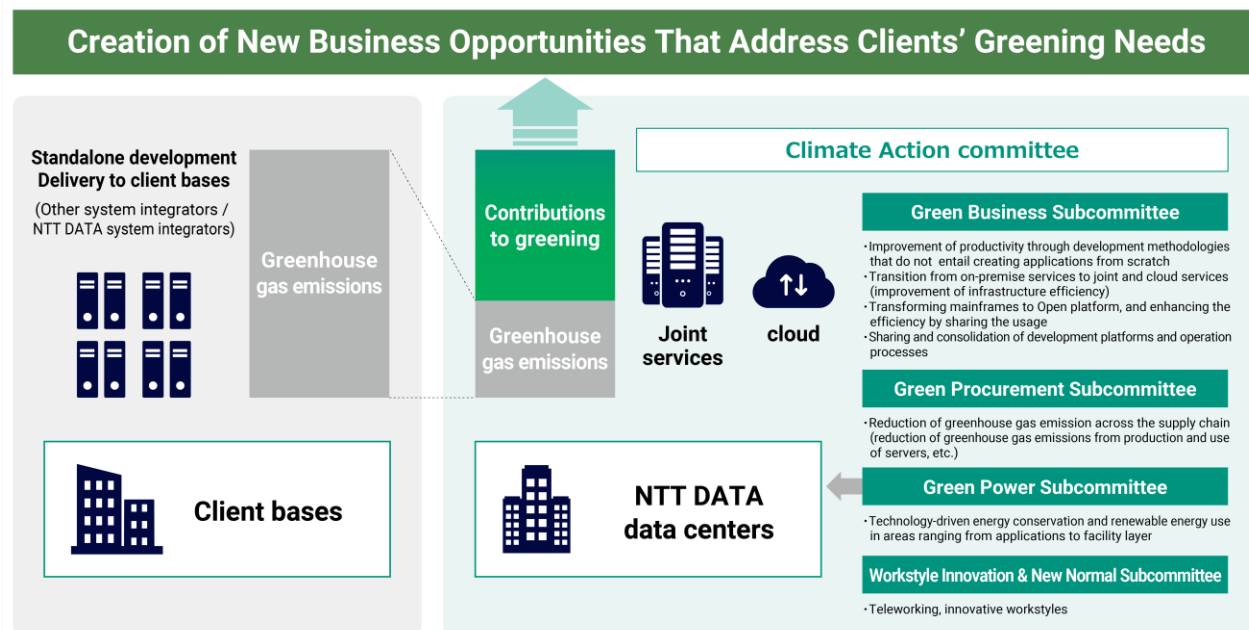 Creation of New Business Opportunities That Address Clients’ Greening Needs
Standalone development
Delivery to client bases
(Other system integrators /
NTT DATA system integrators)
Greenhouse
gas emissions
Client bases
Contributions
to greening
Greenhouse
gas emissions
Joint
services
cloud
NTT DATA
data centers
Climate Action committee
Green Business Subcommittee
・Improvement of productivity through development methodologies
that do not entail creating applications from scratch
・Transition from on-premise services to joint and cloud services
(improvement of infrastructure efficiency)
・Transforming mainframes to Open platform, and enhancing the
efficiency by sharing the usage
・Sharing and consolidation of development platforms and operation
processes
Green Procurement Subcommittee
・Reduction of greenhouse gas emission across the supply chain
(reduction of greenhouse gas emissions from production and use
of servers, etc.)
Green Power Subcommittee
・Technology-driven energy conservation and renewable energy use
in areas ranging from applications to facility layer
Workstyle Innovation & New Normal Subcommittee
・Teleworking, innovative workstyles